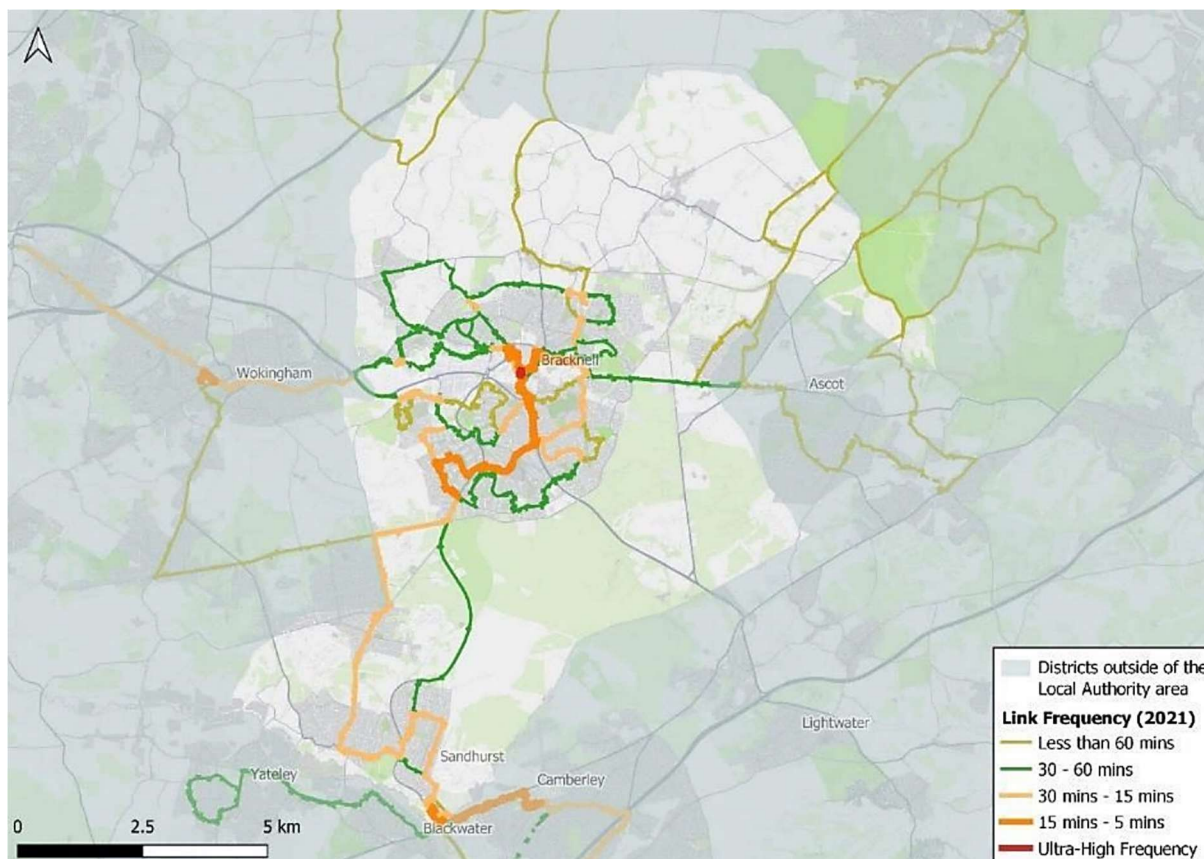 Bracknell
Wokingham
Ascot
Sandhurst
Lightwater
Yateley
Camberley
Blackwater
0 2.5 5 km
Districts outside of the
Local Authority area
Link Frequency (2021)
Less than 60 mins
30 - 60 mins
30 mins - 15 mins
15 mins - 5 mins
Ultra-High Frequency